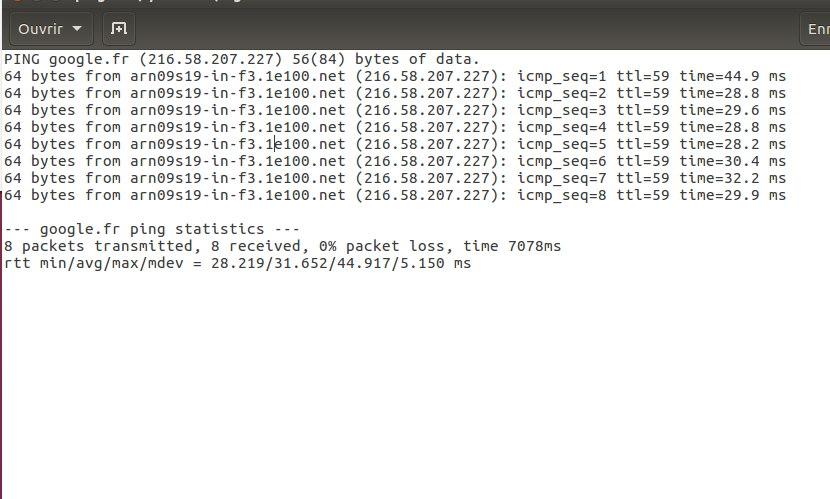 Ouvrir
PING google.fr (216.58.207.227) 56(84) bytes of data.
64 bytes from arn09s19-in-f3.1e100.net (216.58.207.227): icmp_seq=1 ttl=59 time=44.9 ms
64 bytes from arn09s19-in-f3.1e100.net (216.58.207.227): icmp_seq=2 ttl=59 time=28.8 ms
64 bytes from arn09s19-in-f3.1e100.net (216.58.207.227): icmp_seq=3 ttl=59 time=29.6 ms
64 bytes from arn09s19-in-f3.1e100.net (216.58.207.227): icmp_seq=4 ttl=59 time=28.8 ms
64 bytes from arn09s19-in-f3.1e100.net (216.58.207.227): icmp_seq=5 ttl=59 time=28.2 ms
64 bytes from arn09s19-in-f3.1e100.net (216.58.207.227): icmp_seq=6 ttl=59 time=30.4 ms
64 bytes from arn09s19-in-f3.1e100.net (216.58.207.227): icmp_seq=7 ttl=59 time=32.2 ms
64 bytes from arn09s19-in-f3.1e100.net (216.58.207.227): icmp_seq=8 ttl=59 time=29.9 ms
--- google.fr ping statistics ---
8 packets transmitted, 8 received, 0% packet loss, time 7078ms
rtt min/avg/max/mdev = 28.219/31.652/44.917/5.150 ms